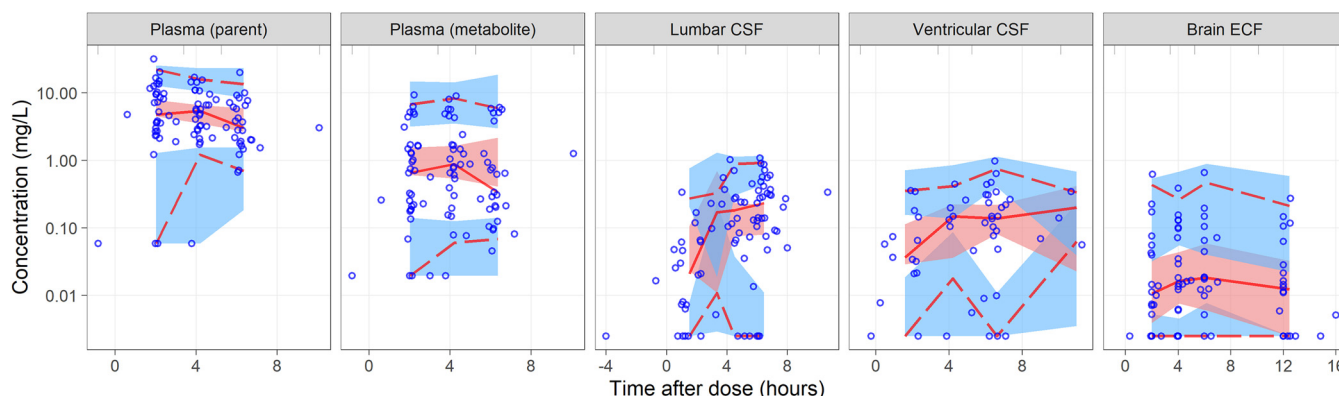 Plasma (parent) Plasma (metabolite) Lumbar CSF Ventricular CSF Brain ECF
Concentration (mg/L)
10.00
1.00
0.10
0.01
0 4 8 0 4 8 -4 0 4 8 0 4 8 0 4 8 12 16
Time after dose (hours)